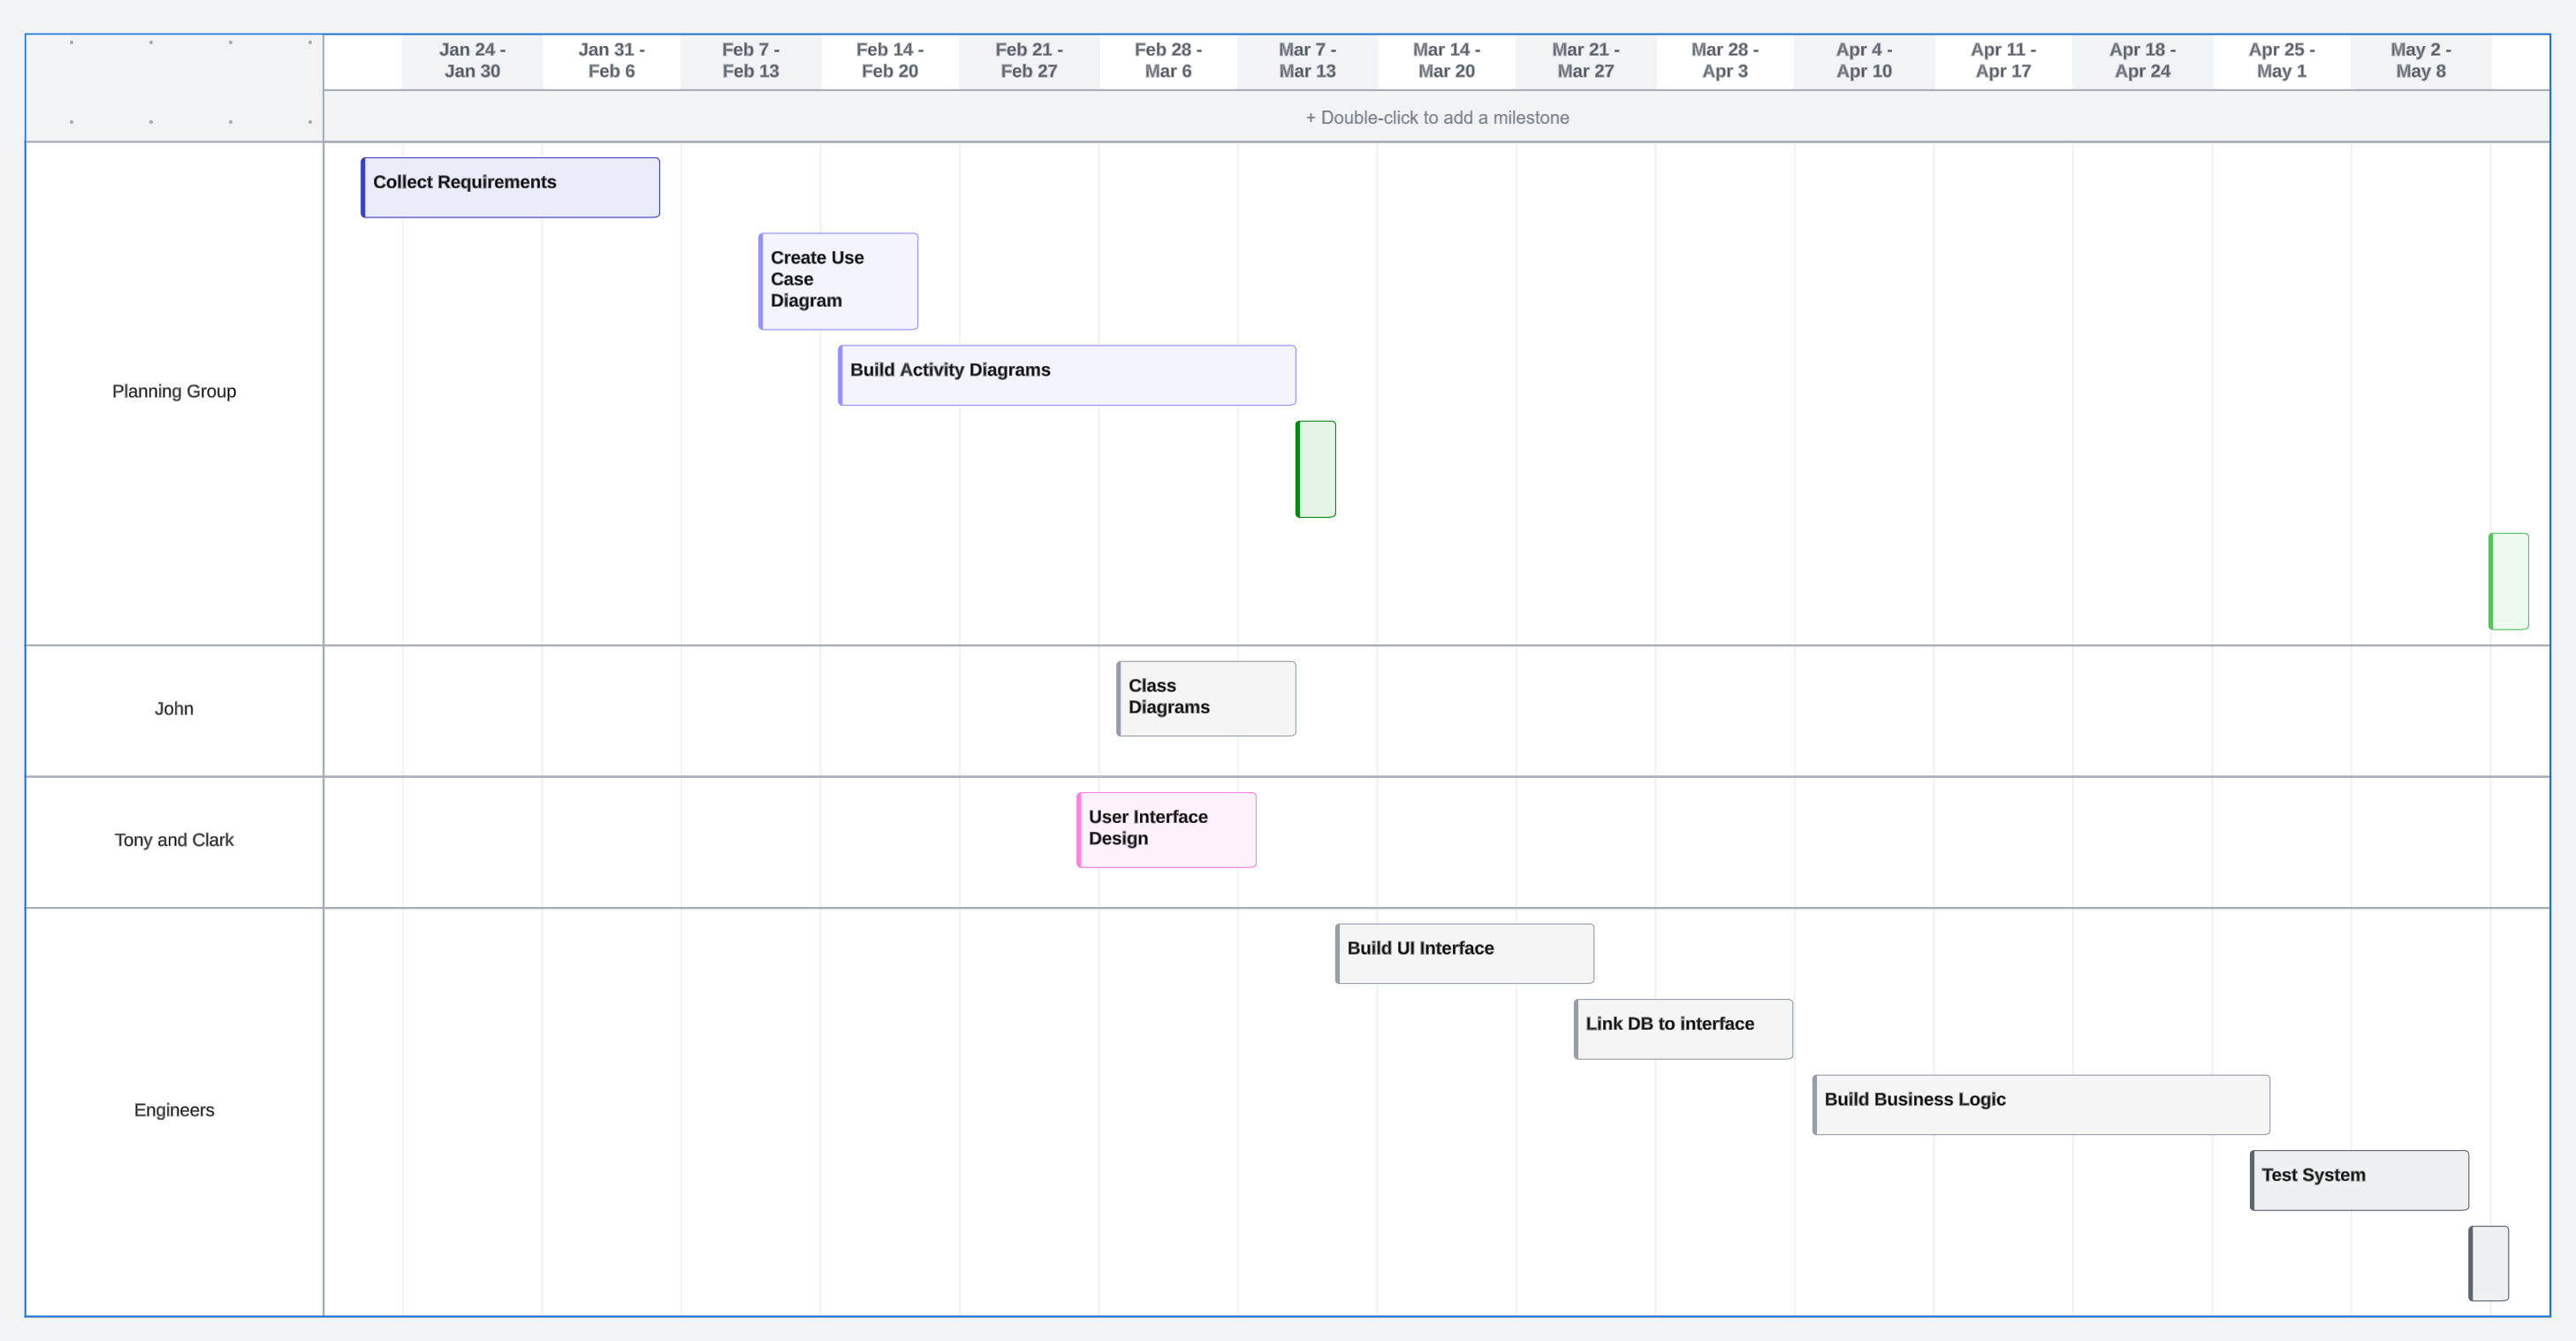 Jan 24 -
Jan 30
Jan 31 -
Feb 6
Feb 7 -
Feb 13
Feb 14 -
Feb 20
Feb 21 -
Feb 27
Feb 28 -
Mar 6
Mar 7 -
Mar 13
Mar 14 -
Mar 20
Mar 21 -
Mar 27
Mar 28 -
Apr 3
Apr 4 -
Apr 10
Apr 11 -
Apr 17
Apr 18 -
Apr 24
Apr 25 -
May 1
May 2 -
May 8
+ Double-click to add a milestone
Planning Group
Collect Requirements
Create Use
Case
Diagram
Build Activity Diagrams
John
Class
Diagrams
Tony and Clark
User Interface
Design
Engineers
Build UI Interface
Link DB to interface
Build Business Logic
Test System